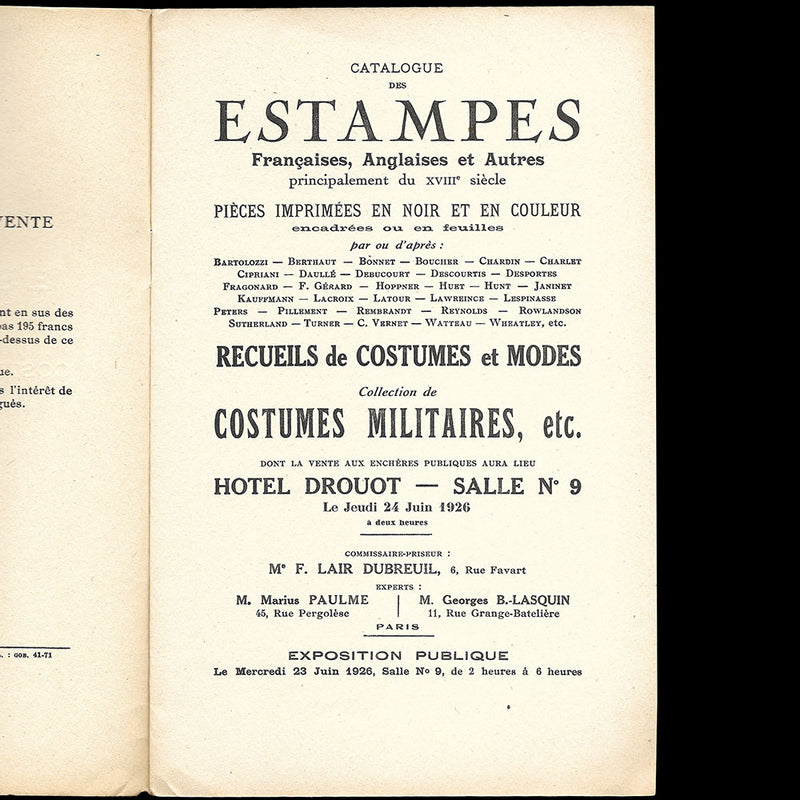 VENTE
nt en sus des
pas 195 francs
-dessus de ce
ue.
s l'intérêt de
gués.
. : GOB. 41-71
CATALOGUE
DES
ESTAMPES
Françaises, Anglaises et Autres
principalement du XVIIIe siècle
PIÈCES IMPRIMÉES EN NOIR ET EN COULEUR
encadrées ou en feuilles
par ou d'après :
BARTOLOZZI — BERTHAUT — BONNET — BOUCHER — CHARDIN — CHARLET
CIPRIANI — DAULLÉ — DEBUCOURT — DESCOURTIS — DESPORTES
FRAGONARD — F. GÉRARD — HOPPNER — HUET — HUNT — JANINET
KAUFFMANN — LACROIX — LATOUR — LAWREINCE — LESPINASSE
PETERS — PILLEMENT — REMBRANDT — REYNOLDS — ROWLANDSON
SUTHERLAND — TURNER — C. VERNET — WATTEAU — WHEATLEY, ETC.
RECUEILS de COSTUMES et MODES
Collection de
COSTUMES MILITAIRES, etc.
DONT LA VENTE AUX ENCHÈRES PUBLIQUES AURA LIEU
HOTEL DROUOT — SALLE N° 9
Le Jeudi 24 Juin 1926
à deux heures
COMMISSAIRE-PRISEUR :
Me F. LAIR DUBREUIL, 6, Rue Favart
EXPERTS :
M. Marius PAULME
45, Rue Pergolèse
M. Georges B.-LASQUIN
11, Rue Grange-Batelière
PARIS
EXPOSITION PUBLIQUE
Le Mercredi 23 Juin 1926, Salle No 9, de 2 heures à 6 heures